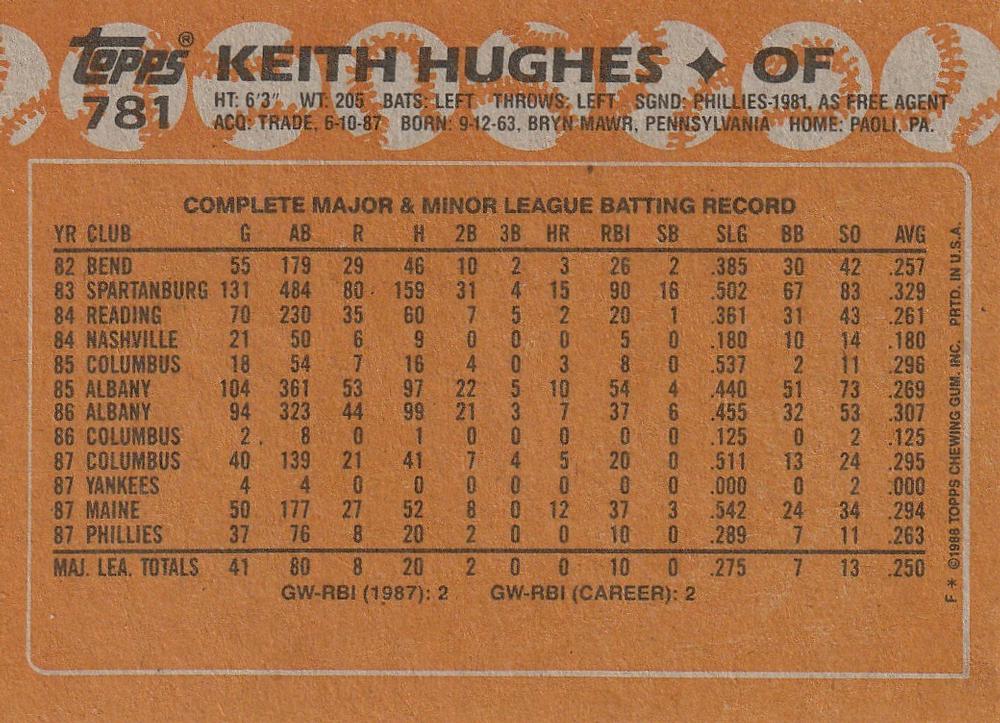 Topps® KEITH HUGHES ✦ OF
781 HT: 6'3" WT: 205 BATS: LEFT THROWS: LEFT SGND: PHILLIES-1981, AS FREE AGENT
ACQ: TRADE, 6-10-87 BORN: 9-12-63, BRYN MAWR, PENNSYLVANIA HOME: PAOLI, PA.
COMPLETE MAJOR & MINOR LEAGUE BATTING RECORD
YR CLUB G AB R H 2B 3B HR RBI SB SLG BB SO AVG
82 BEND 55 179 29 46 10 2 3 26 2 .385 30 42 .257
83 SPARTANBURG 131 484 80 159 31 4 15 90 16 .502 67 83 .329
84 READING 70 230 35 60 7 5 2 20 1 .361 31 43 .261
84 NASHVILLE 21 50 6 9 0 0 0 5 0 .180 10 14 .180
85 COLUMBUS 18 54 7 16 4 0 3 8 0 .537 2 11 .296
85 ALBANY 104 361 53 97 22 5 10 54 4 .440 51 73 .269
86 ALBANY 94 323 44 99 21 3 7 37 6 .455 32 53 .307
86 COLUMBUS 2 8 0 1 0 0 0 0 0 .125 0 2 .125
87 COLUMBUS 40 139 21 41 7 4 5 20 0 .511 13 24 .295
87 YANKEES 4 4 0 0 0 0 0 0 0 .000 0 2 .000
87 MAINE 50 177 27 52 8 0 12 37 3 .542 24 34 .294
87 PHILLIES 37 76 8 20 2 0 0 10 0 .289 7 11 .263
MAJ. LEA. TOTALS 41 80 8 20 2 0 0 10 0 .275 7 13 .250
GW-RBI (1987): 2 GW-RBI (CAREER): 2
F * ©1988 TOPPS CHEWING GUM, INC. PRTD. IN U.S.A.